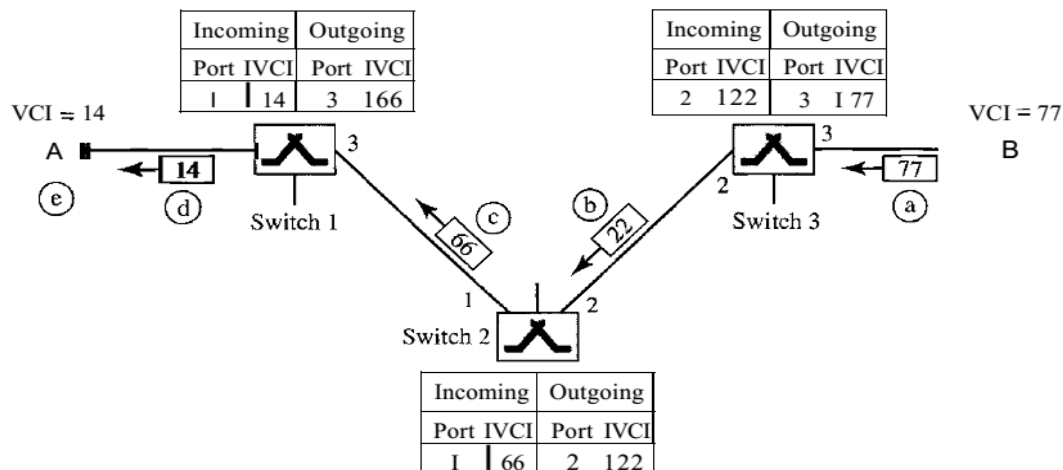 Incoming Outgoing
Port IVCI Port IVCI
I 14 3 166
Incoming Outgoing
Port IVCI Port IVCI
2 122 3 I 77
VCI = 14
VCI = 77
A
3
3
B
14
2
77
e
d
Switch 1
c
66
b
22
Switch 3
a
1
2
Switch 2
Incoming Outgoing
Port IVCI Port IVCI
I 66 2 122